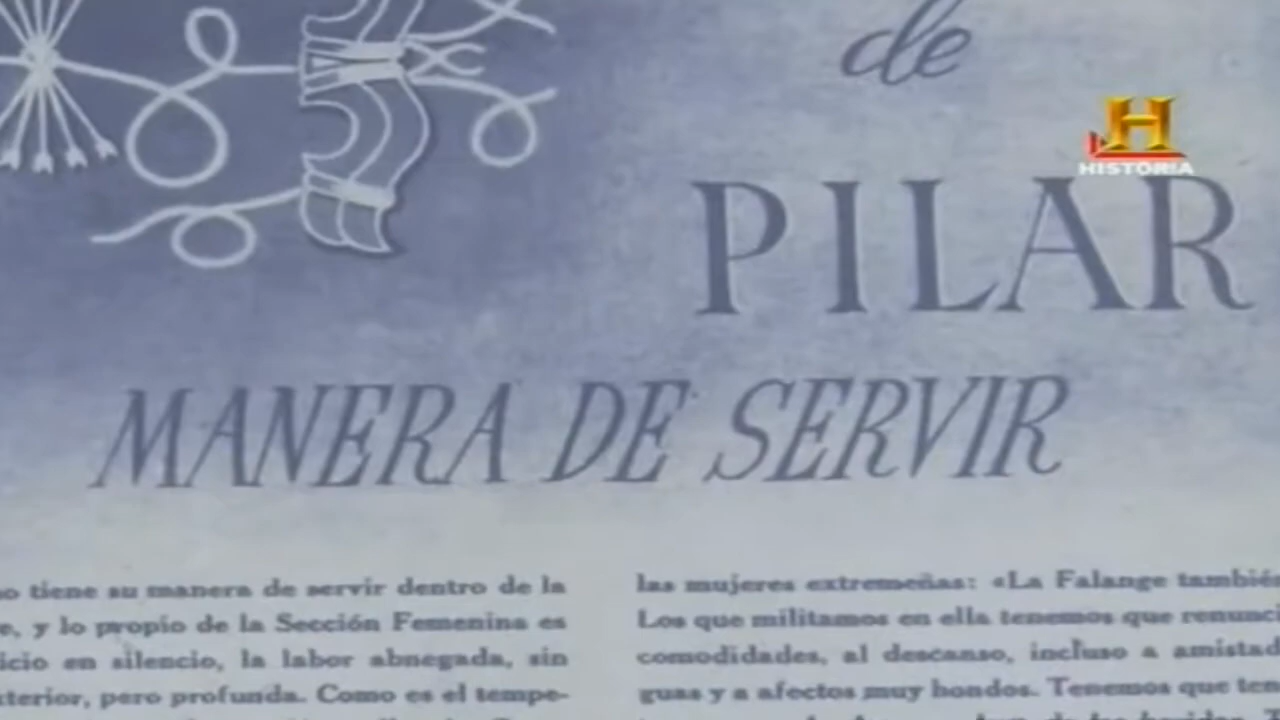 de
H
HISTORIA
PILAR
MANERA DE SERVIR
no tiene su manera de servir dentro de la
e, y lo propio de la Sección Femenina es
icio en silencio, la labor abnegada, sin
xterior, pero profunda. Como es el tempe-
las mujeres extremeñas: «La Falange también
Los que militamos en ella tenemos que renunci
comodidades, al descanso, incluso a amistad
guas y a afectos muy hondos. Tenemos que ten